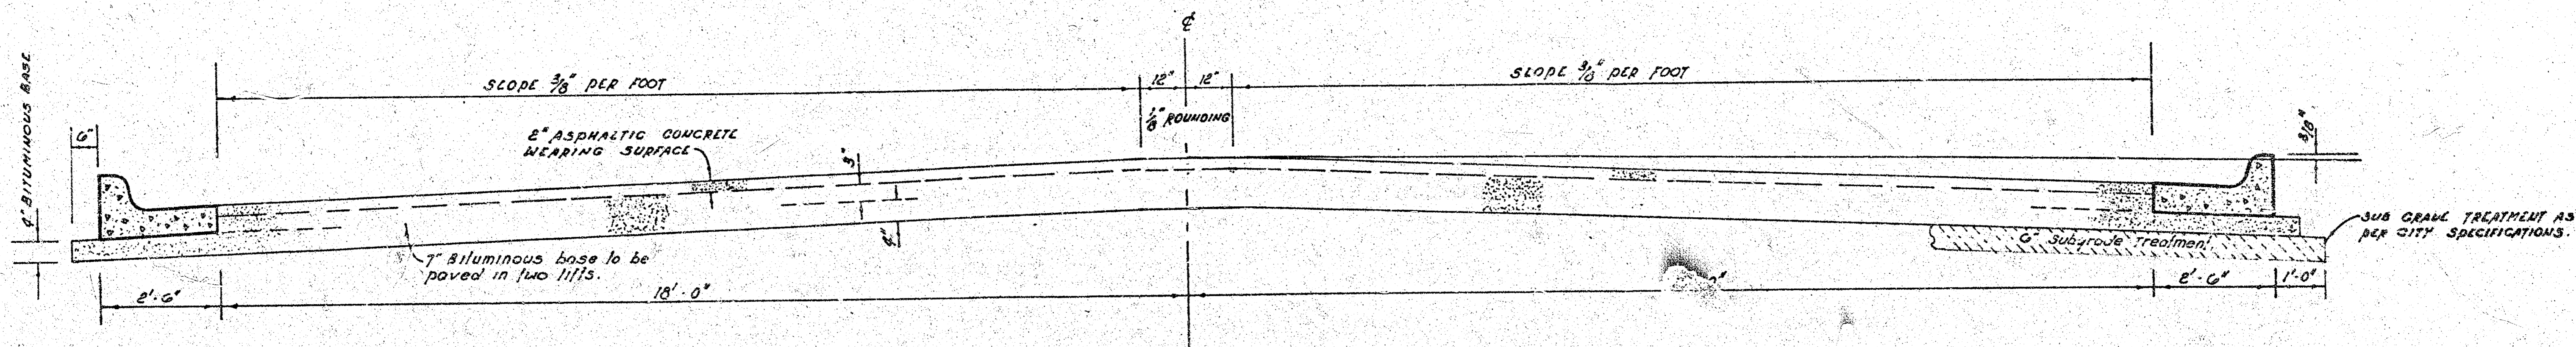 ℄
4" BITUMINOUS BASE
6"
SLOPE 3/8" PER FOOT
12" 12"
1/8" ROUNDING
SLOPE 3/8" PER FOOT
3/8"
2" ASPHALTIC CONCRETE
WEARING SURFACE
3"
4"
7" Bituminous base to be
paved in two lifts.
6" Subgrade Treatment
SUB GRADE TREATMENT AS
PER CITY SPECIFICATIONS.
2'-6"
18'-0"
2'-6"
1'-0"